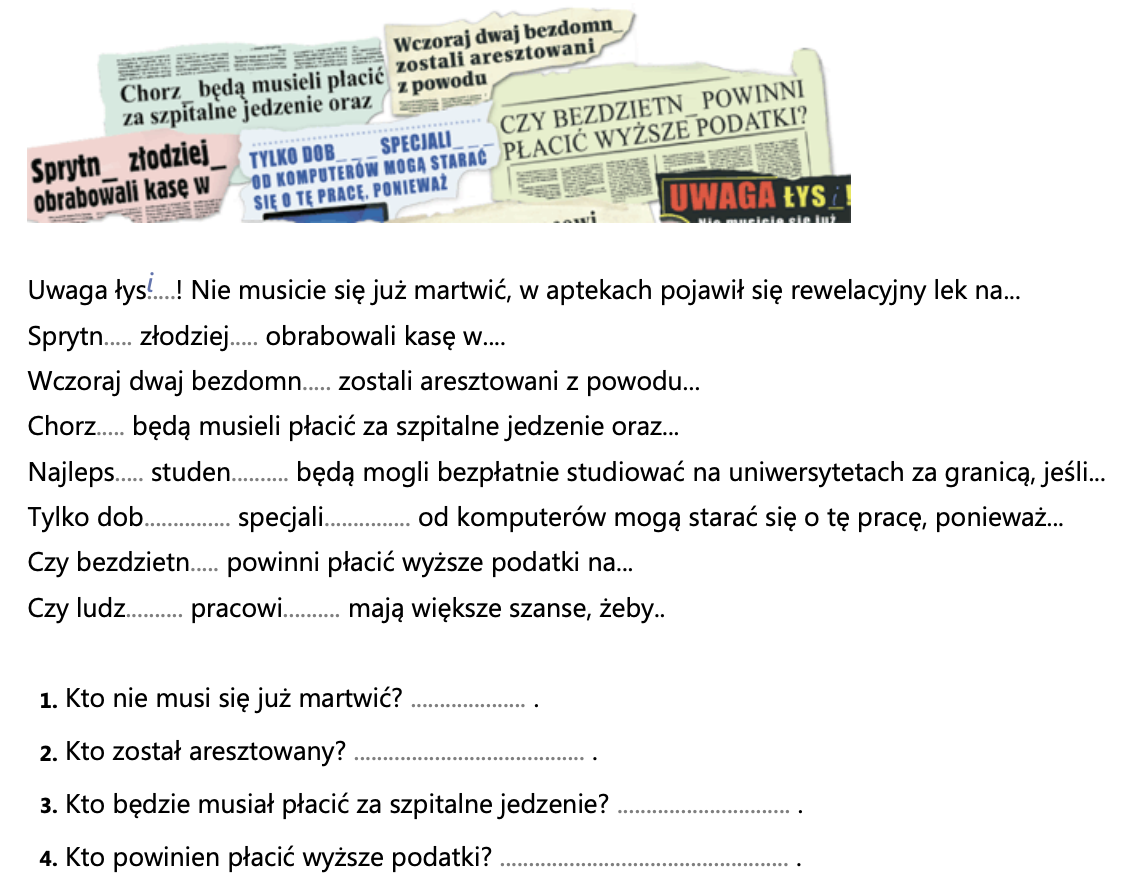 Wczoraj dwaj bezdomn_
zostali aresztowani
z powodu
Chorz_ będą musieli płacić
za szpitalne jedzenie oraz
CZY BEZDZIETN_ POWINNI
PŁACIĆ WYŻSZE PODATKI?
Sprytn_ złodziej_
obrabowali kasę w
TYLKO DOB_ _ _ SPECJALI_ _ _
OD KOMPUTERÓW MOGĄ STARAĆ
SIĘ O TĘ PRACĘ, PONIEWAŻ
UWAGA ŁYS_i_!
Nie musicie się już
Uwaga łysi.....! Nie musicie się już martwić, w aptekach pojawił się rewelacyjny lek na...
Sprytn..... złodziej..... obrabowali kasę w....
Wczoraj dwaj bezdomn..... zostali aresztowani z powodu...
Chorz..... będą musieli płacić za szpitalne jedzenie oraz...
Najleps..... studen.......... będą mogli bezpłatnie studiować na uniwersytetach za granicą, jeśli...
Tylko dob............... specjali............... od komputerów mogą starać się o tę pracę, ponieważ...
Czy bezdzietn..... powinni płacić wyższe podatki na...
Czy ludz.......... pracowi.......... mają większe szanse, żeby..
1. Kto nie musi się już martwić? .................... .
2. Kto został aresztowany? ........................................ .
3. Kto będzie musiał płacić za szpitalne jedzenie? .............................. .
4. Kto powinien płacić wyższe podatki? .................................................. .